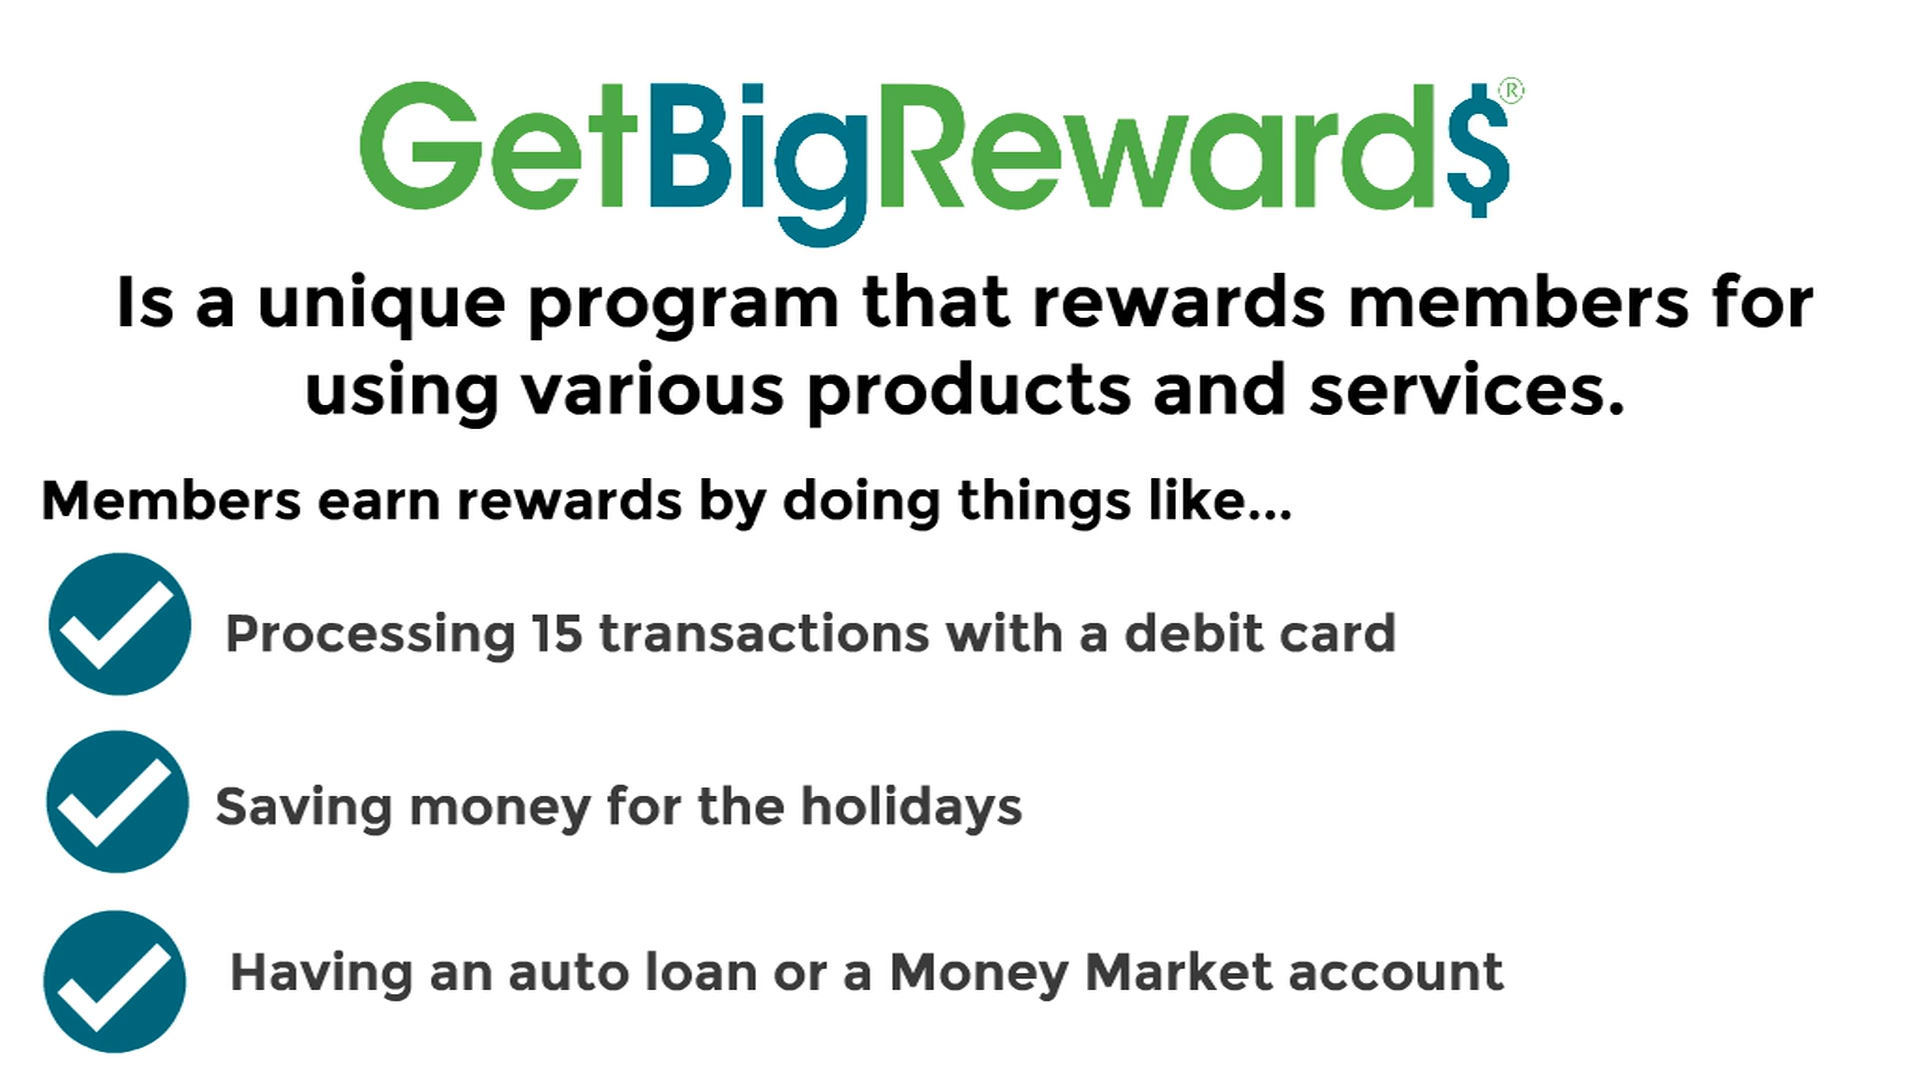 GetBigReward$®
Is a unique program that rewards members for
using various products and services.
Members earn rewards by doing things like...
Processing 15 transactions with a debit card
Saving money for the holidays
Having an auto loan or a Money Market account